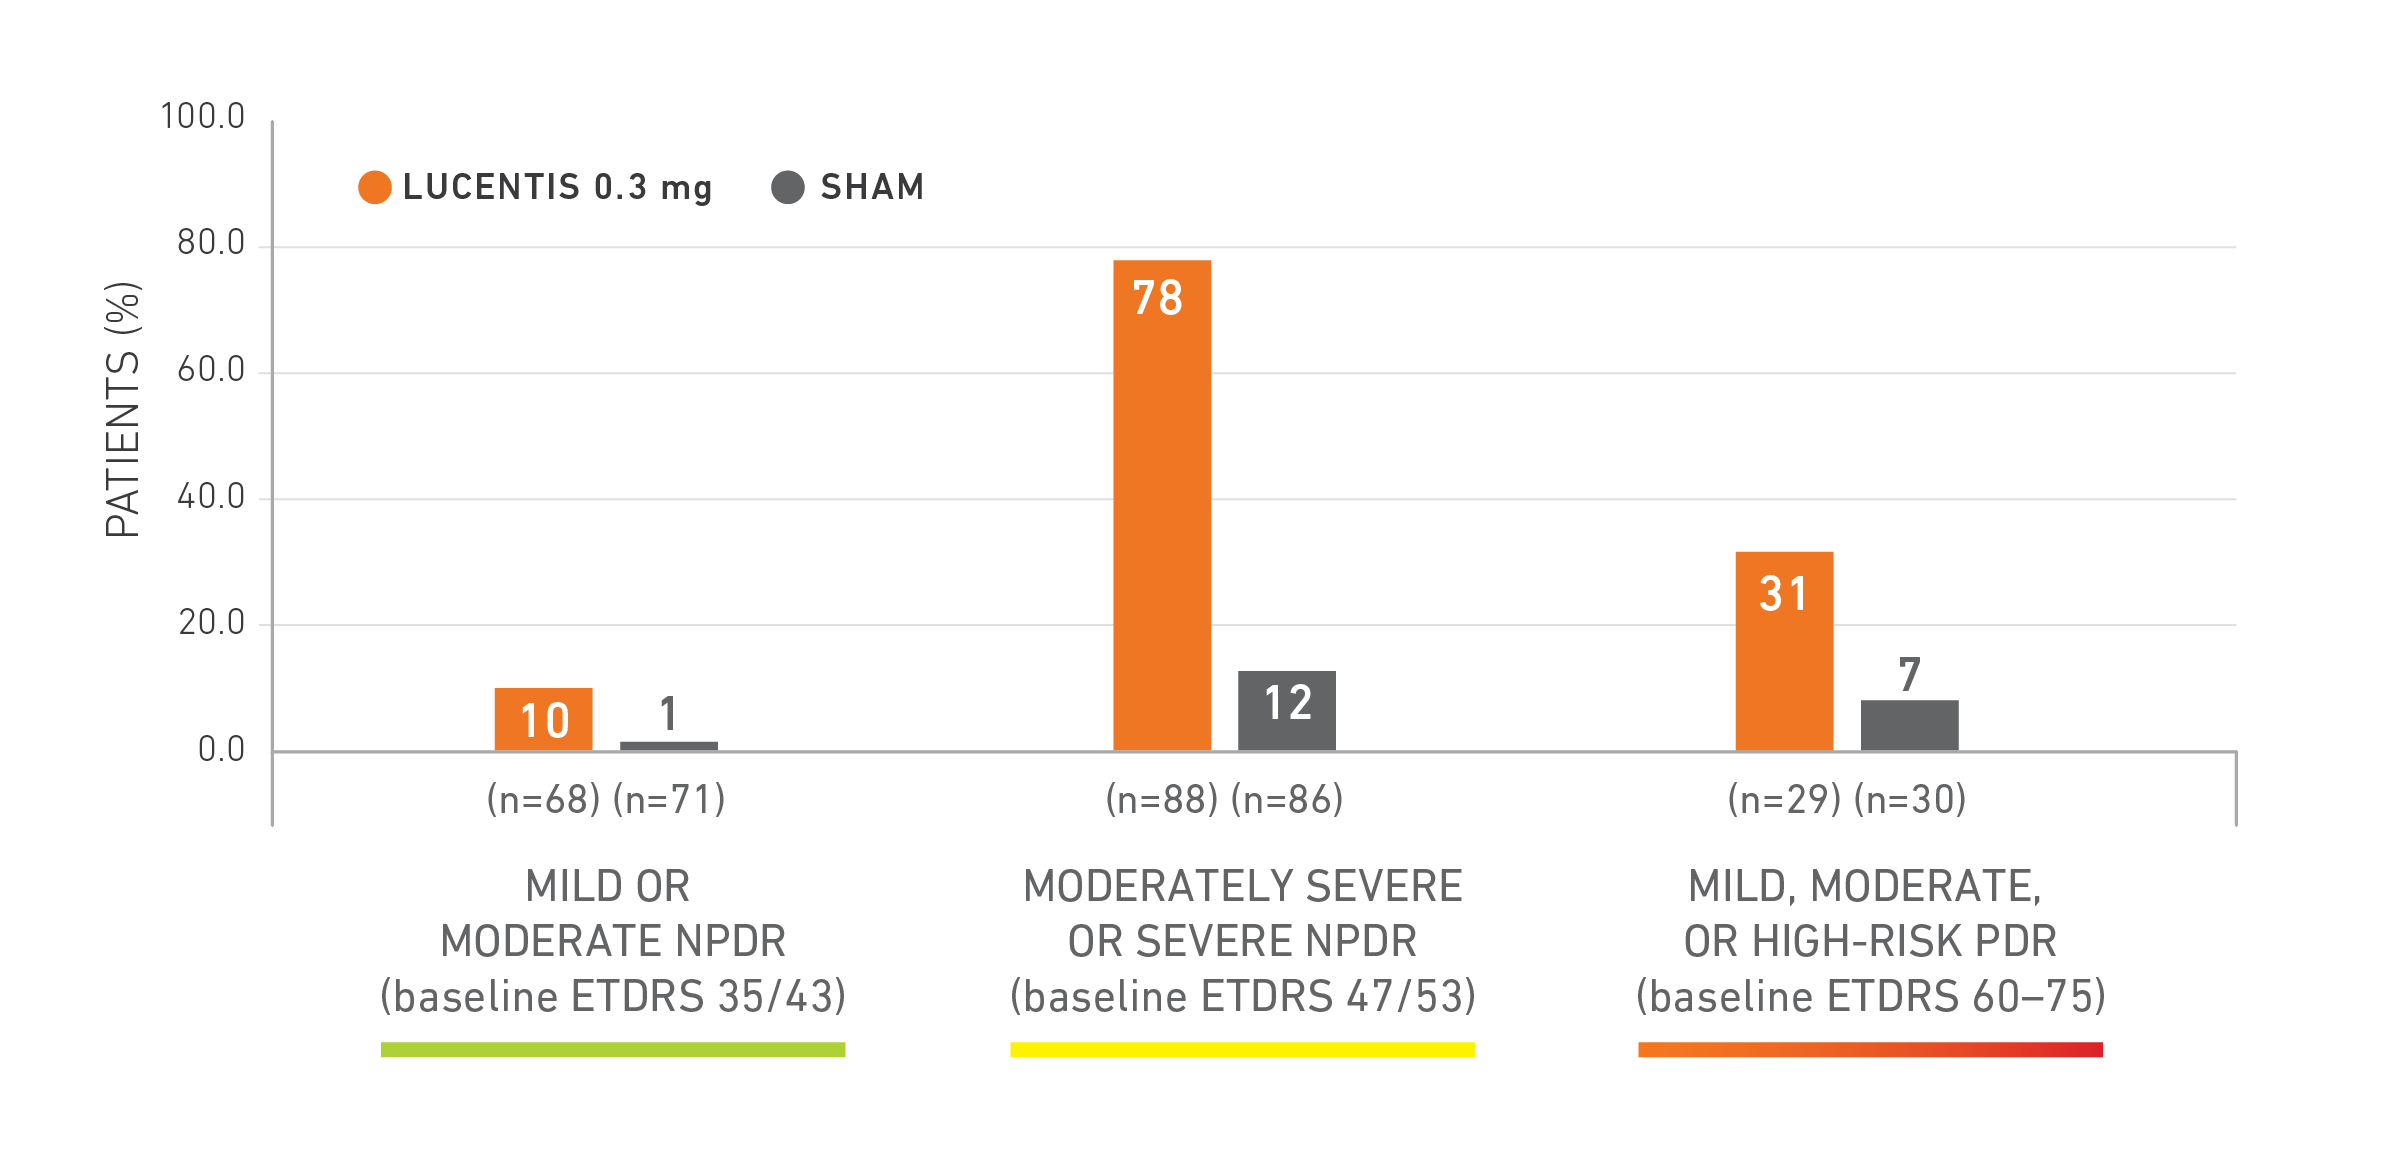 100.0
LUCENTIS 0.3 mg SHAM
80.0
60.0
40.0
20.0
0.0
PATIENTS (%)
78
31
12
10
1
7
(n=68) (n=71)
(n=88) (n=86)
(n=29) (n=30)
MILD OR
MODERATE NPDR
(baseline ETDRS 35/43)
MODERATELY SEVERE
OR SEVERE NPDR
(baseline ETDRS 47/53)
MILD, MODERATE,
OR HIGH-RISK PDR
(baseline ETDRS 60–75)